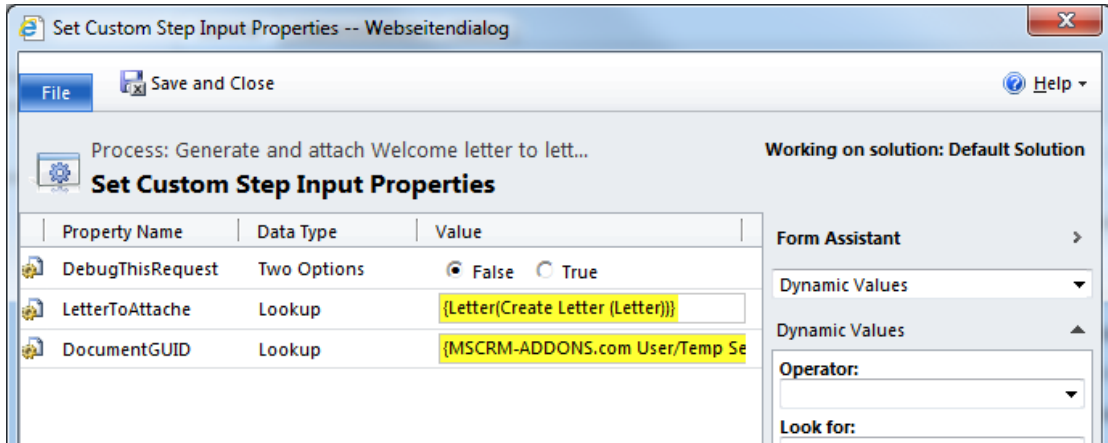 Set Custom Step Input Properties -- Webseitendialog
File
Save and Close
Help
Process: Generate and attach Welcome letter to lett...
Working on solution: Default Solution
Set Custom Step Input Properties
Property Name Data Type Value
Form Assistant
DebugThisRequest Two Options False True
Dynamic Values
LetterToAttache Lookup {Letter(Create Letter (Letter))}
Dynamic Values
DocumentGUID Lookup {MSCRM-ADDONS.com User/Temp Se
Operator:
Look for: